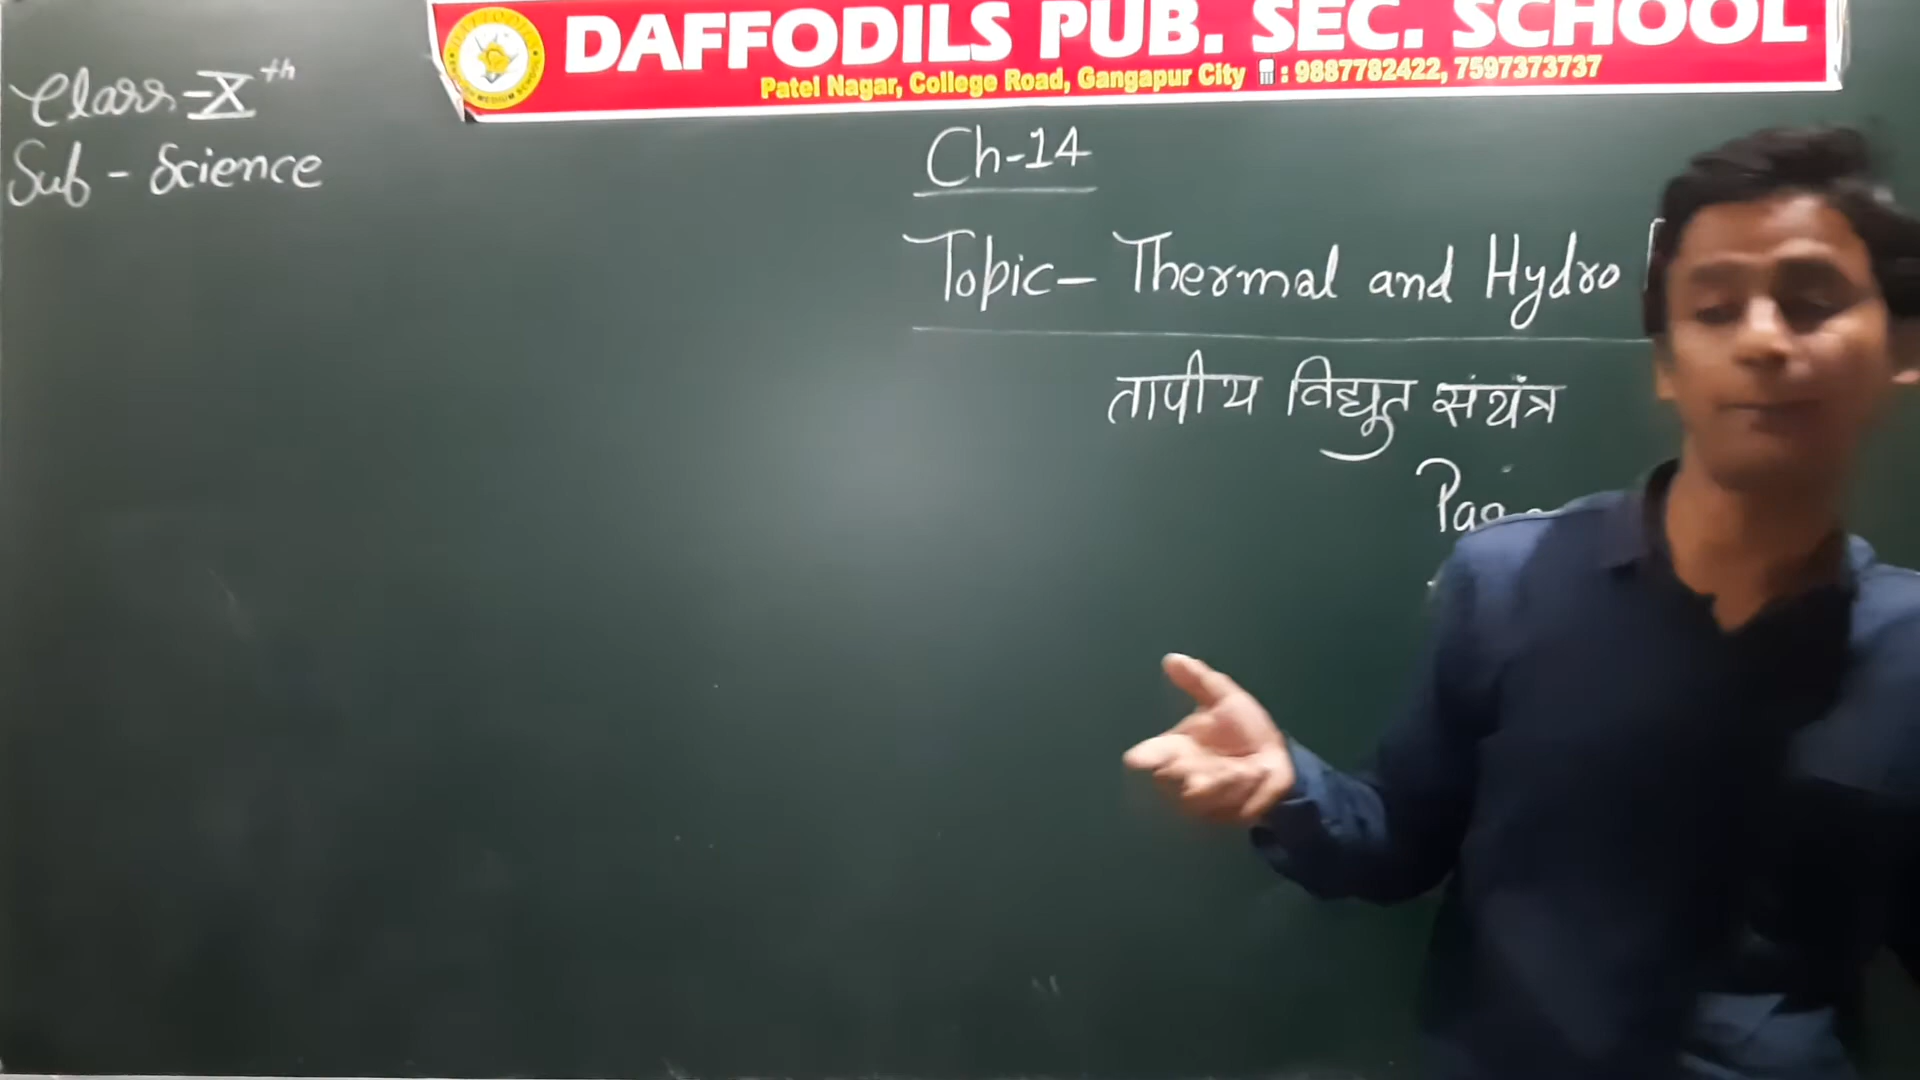 DAFFODILS PUB. SEC. SCHOOL
Patel Nagar, College Road, Gangapur City : 9887782422, 7597373737
Class-Xth
Sub - Science
Ch-14
Topic- Thermal and Hydro
तापीय विद्युत संयंत्र